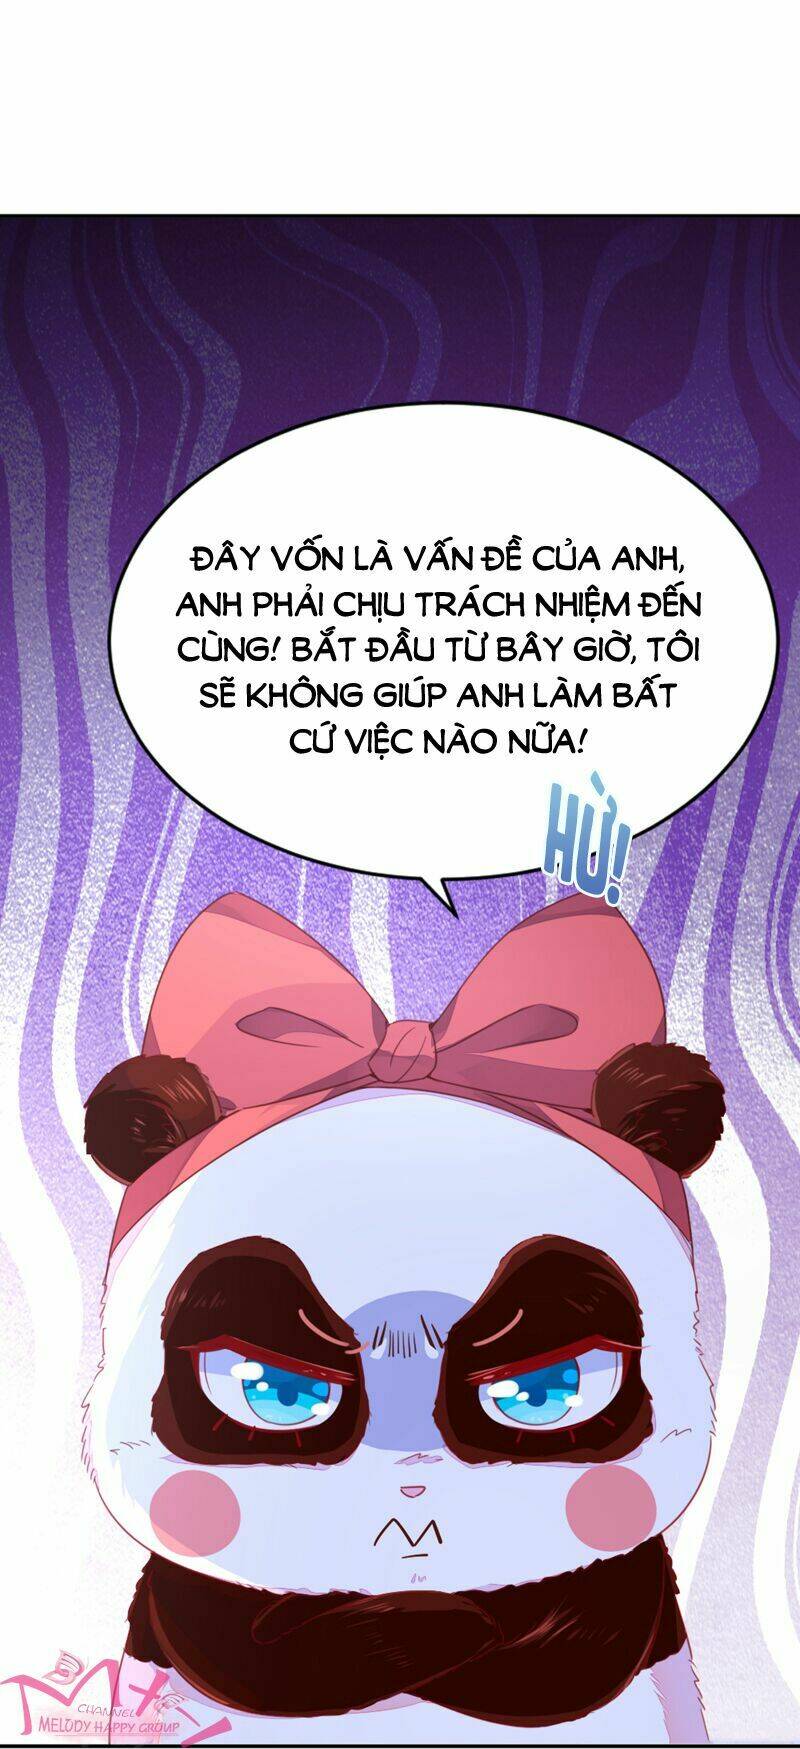 ĐÂY VỐN LÀ VẤN ĐỀ CỦA ANH,
ANH PHẢI CHỊU TRÁCH NHIỆM ĐẾN
CÙNG! BẮT ĐẦU TỪ BÂY GIỜ, TÔI
SẼ KHÔNG GIÚP ANH LÀM BẤT
CỨ VIỆC NÀO NỮA!
HỪ!
CHANNEL
MELODY HAPPY GROUP